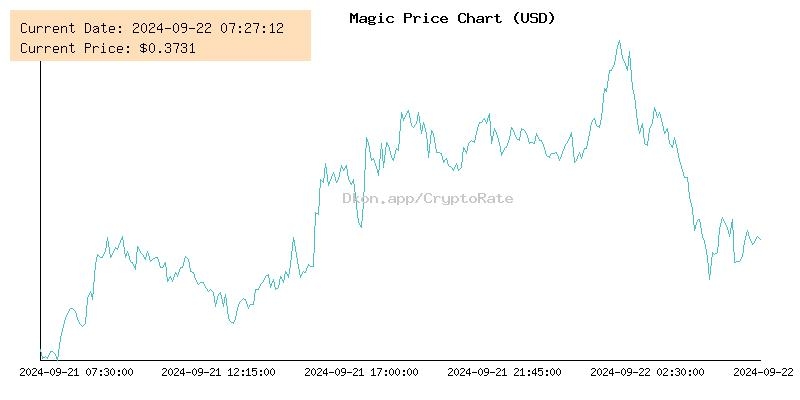 Magic Price Chart (USD)
Current Date: 2024-09-22 07:27:12
Current Price: $0.3731
Dkon.app/CryptoRate
2024-09-21 07:30:00 2024-09-21 12:15:00 2024-09-21 17:00:00 2024-09-21 21:45:00 2024-09-22 02:30:00 2024-09-22